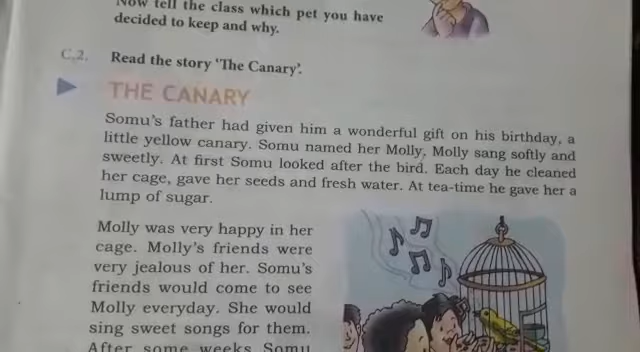 Now tell the class which pet you have
decided to keep and why.
C.2. Read the story 'The Canary'.
THE CANARY
Somu's father had given him a wonderful gift on his birthday, a
little yellow canary. Somu named her Molly, Molly sang softly and
sweetly. At first Somu looked after the bird. Each day he cleaned
her cage, gave her seeds and fresh water. At tea-time he gave her a
lump of sugar.
Molly was very happy in her
cage. Molly's friends were
very jealous of her. Somu's
friends would come to see
Molly everyday. She would
sing sweet songs for them.
After some weeks Somu